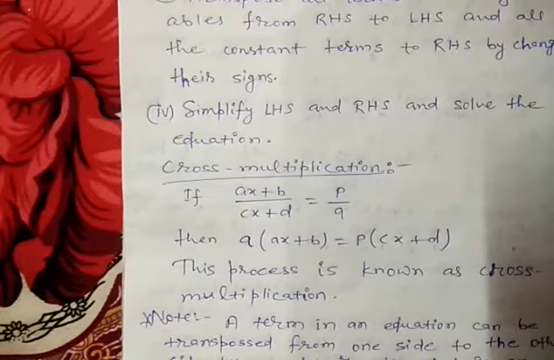 ables from RHS to LHS and all
the constant terms to RHS by chang
their signs.
(iv) Simplify LHS and RHS and solve the
equation.
Cross-multiplication:-
If (ax+b)/(cx+d) = p/q
then q(ax+b) = p(cx+d)
This process is known as cross-
multiplication.
*Note:- A term in an equation can be
transpossed from one side to the oth